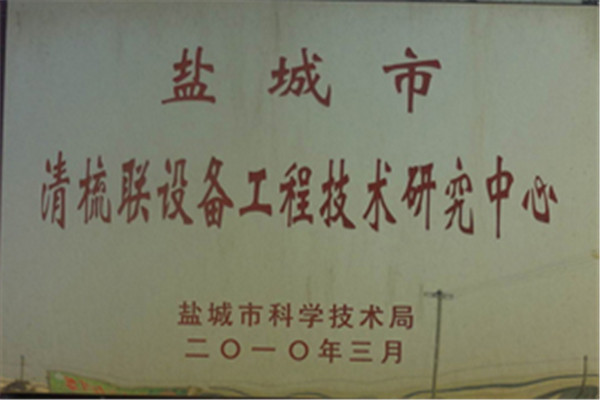 盐城市
清梳联设备工程技术研究中心
盐城市科学技术局
二〇一〇年三月